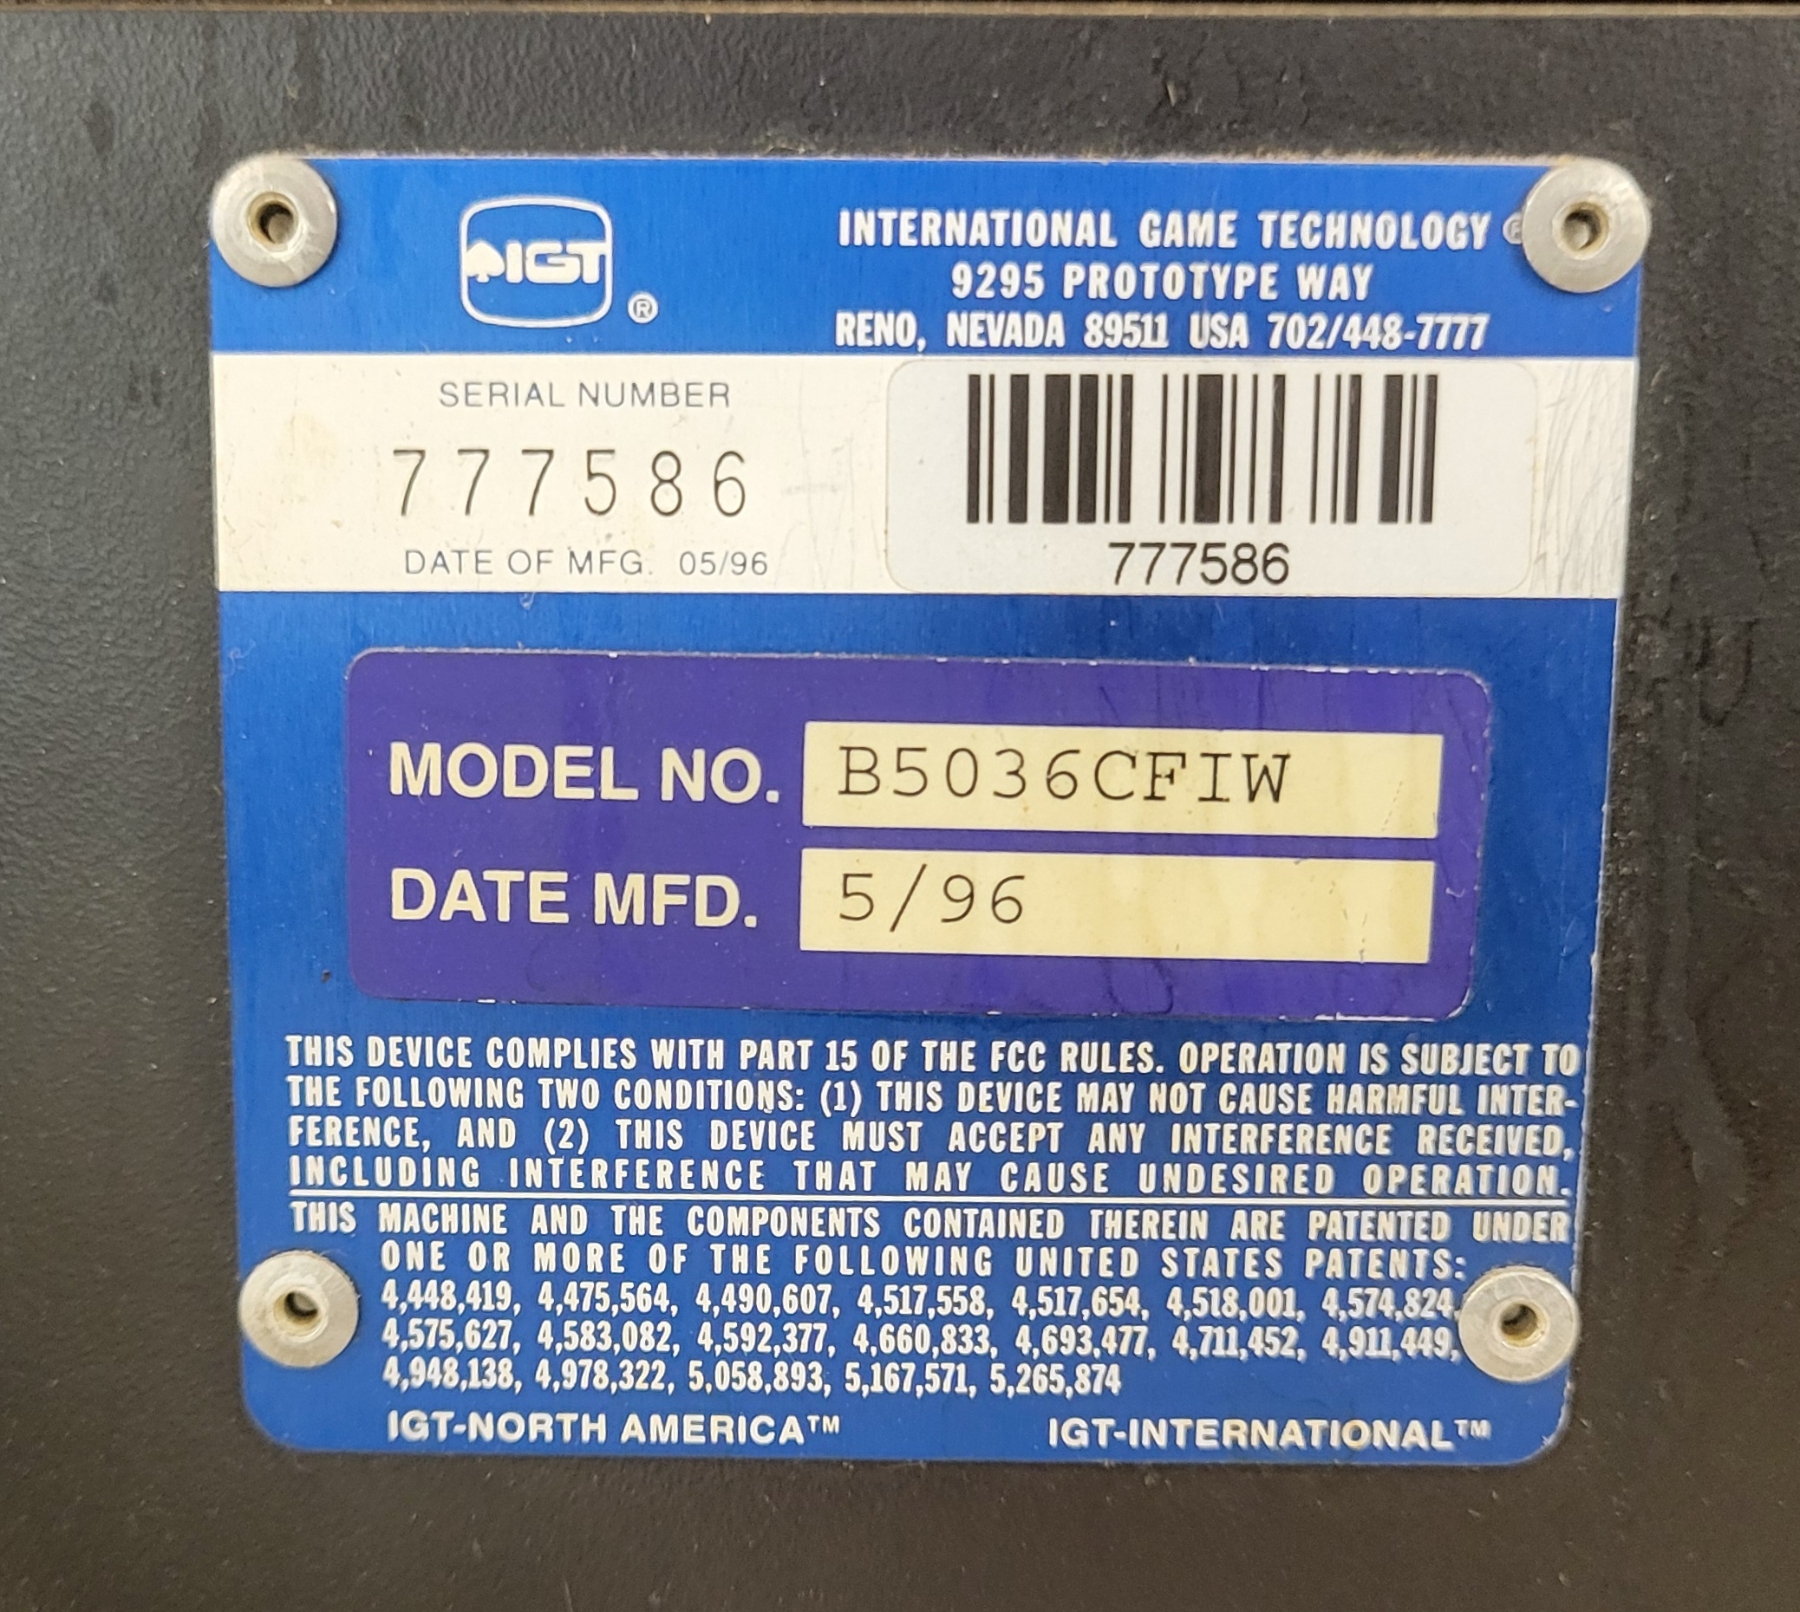 IGT ®
INTERNATIONAL GAME TECHNOLOGY ®
9295 PROTOTYPE WAY
RENO, NEVADA 89511 USA 702/448-7777
SERIAL NUMBER
777586
DATE OF MFG. 05/96
777586
MODEL NO. B5036CFIW
DATE MFD. 5/96
THIS DEVICE COMPLIES WITH PART 15 OF THE FCC RULES. OPERATION IS SUBJECT TO
THE FOLLOWING TWO CONDITIONS: (1) THIS DEVICE MAY NOT CAUSE HARMFUL INTER-
FERENCE, AND (2) THIS DEVICE MUST ACCEPT ANY INTERFERENCE RECEIVED,
INCLUDING INTERFERENCE THAT MAY CAUSE UNDESIRED OPERATION.
THIS MACHINE AND THE COMPONENTS CONTAINED THEREIN ARE PATENTED UNDER
ONE OR MORE OF THE FOLLOWING UNITED STATES PATENTS:
4,448,419, 4,475,564, 4,490,607, 4,517,558, 4,517,654, 4,518,001, 4,574,824,
4,575,627, 4,583,082, 4,592,377, 4,660,833, 4,693,477, 4,711,452, 4,911,449,
4,948,138, 4,978,322, 5,058,893, 5,167,571, 5,265,874
IGT-NORTH AMERICA™ IGT-INTERNATIONAL™